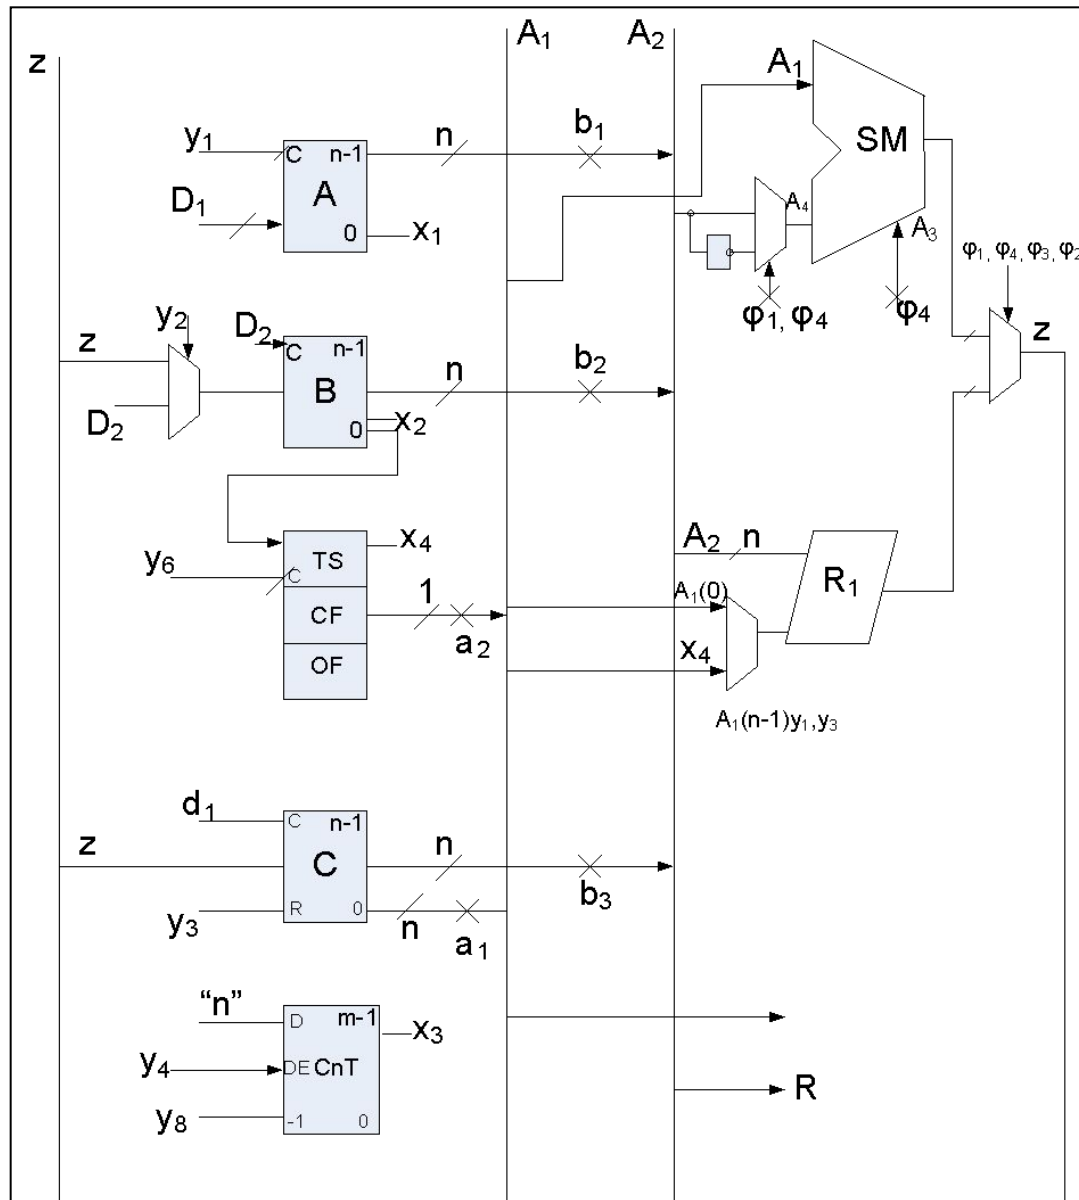 z
A₁
A₂
y₁
C
n-1
A
0
D₁
x₁
n
b₁
A₁
SM
A₄
A₃
φ₁, φ₄
φ₄
φ₁, φ₄, φ₃, φ₂
z
z
y₂
D₂
D₂
C
n-1
B
0
x₂
n
b₂
y₆
TS
C
CF
OF
x₄
1
a₂
A₂
n
R₁
A₁(0)
x₄
A₁(n-1)y₁,y₃
d₁
z
y₃
C
n-1
C
R
0
n
b₃
n
a₁
“n”
y₄
y₈
D
m-1
DE
CnT
-1
0
x₃
R